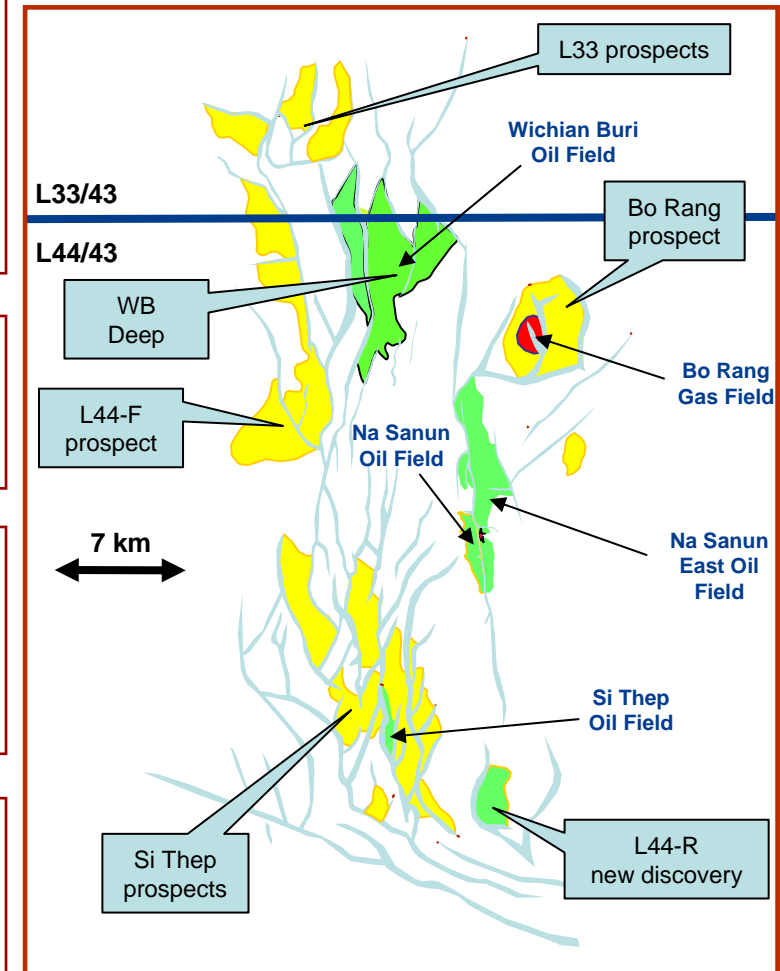 L33 prospects
Wichian Buri
Oil Field
L33/43
Bo Rang
prospect
L44/43
WB
Deep
Bo Rang
Gas Field
L44-F
prospect
Na Sanun
Oil Field
7 km
Na Sanun
East Oil
Field
Si Thep
Oil Field
Si Thep
prospects
L44-R
new discovery